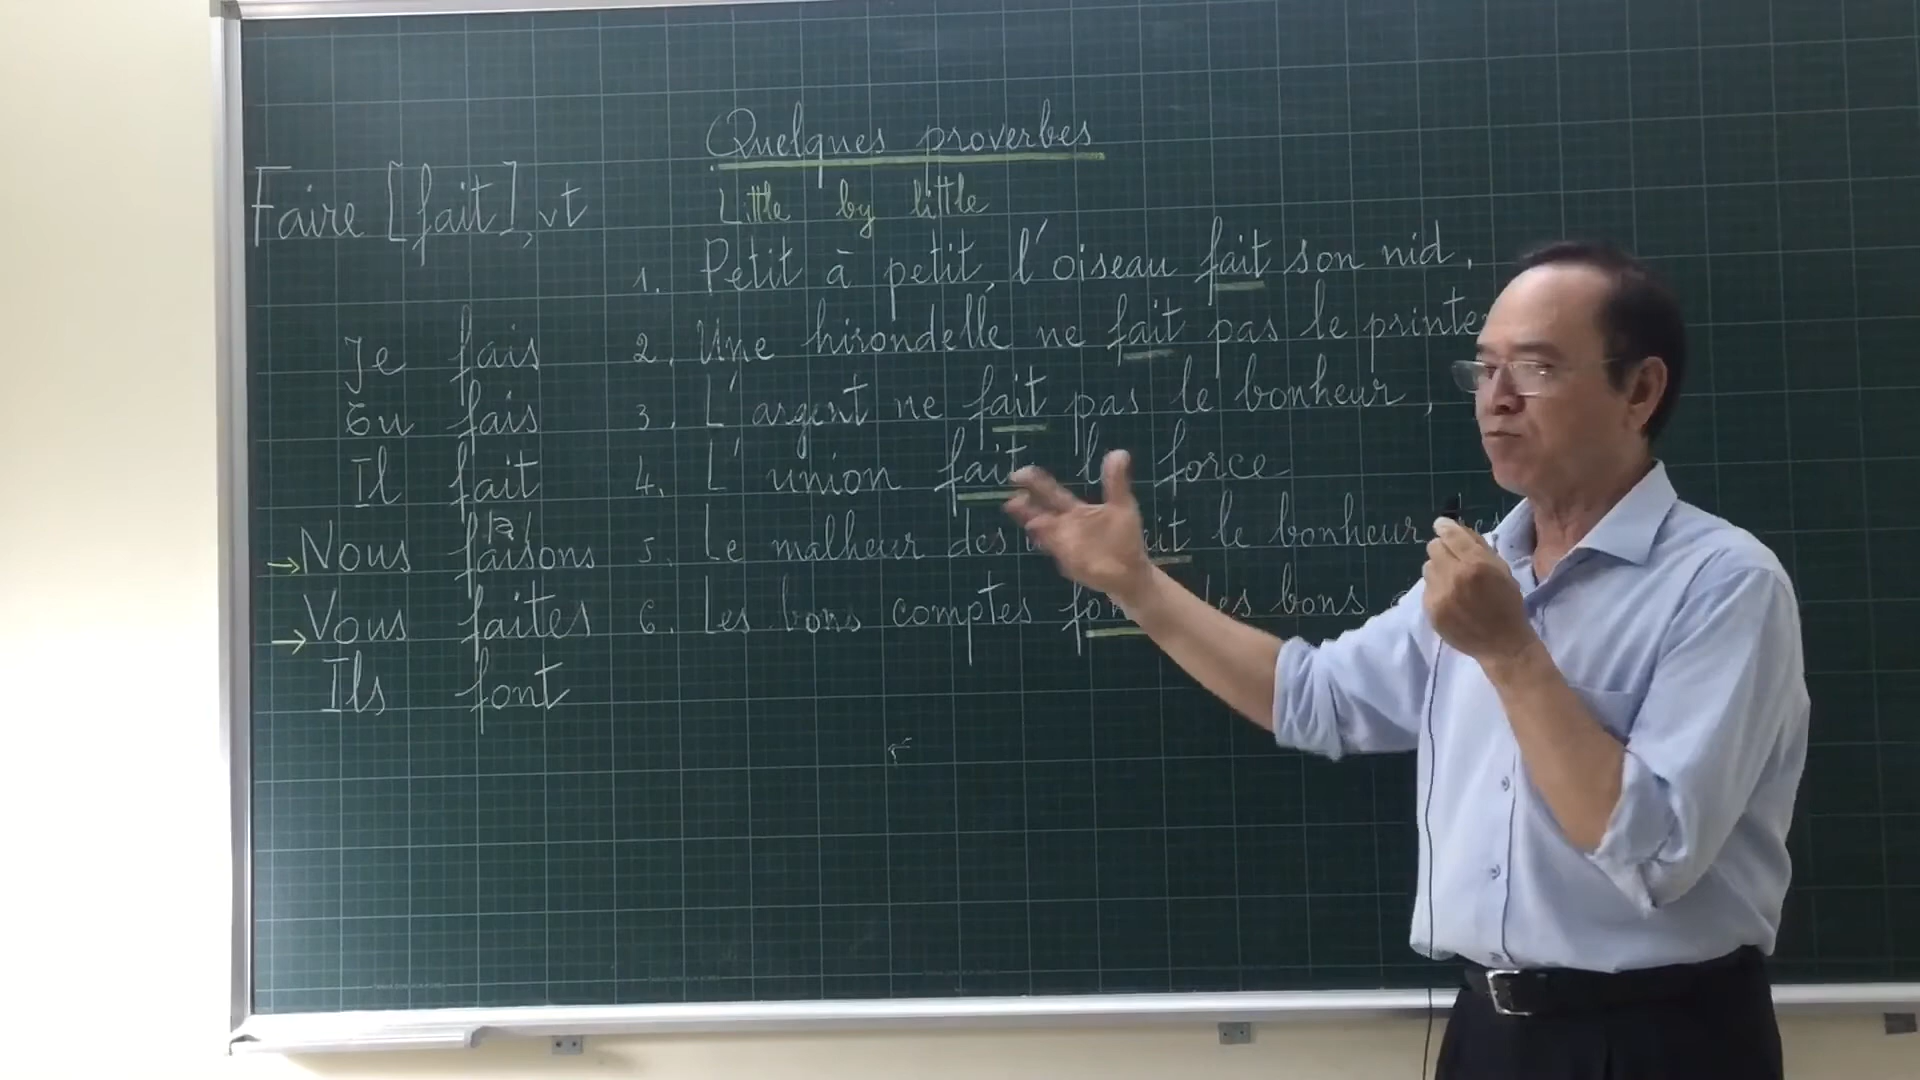 Quelques proverbes
Little by little
Faire [fait], vt
1. Petit à petit, l'oiseau fait son nid.
2. Une hirondelle ne fait pas le printe
3. L'argent ne fait pas le bonheur,
4. L'union fait la force
5. Le malheur des le bonheur
6. Les bons comptes font les bons
Je fais
Tu fais
Il fait
|ə|
→ Nous faisons
→ Vous faites
Ils font